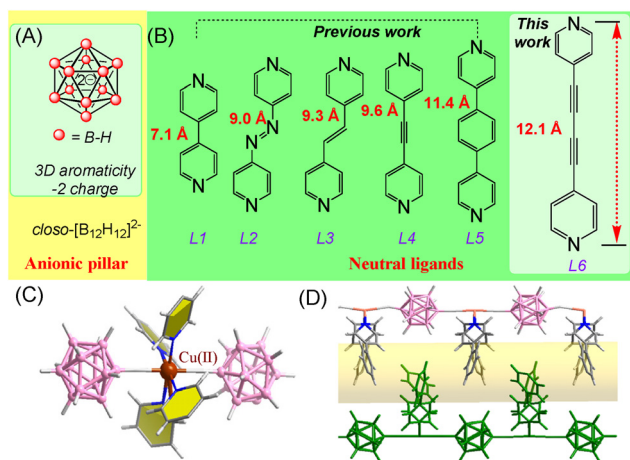 (A)
2⊖
= B-H
3D aromaticity
-2 charge
closo-[B12H12]2-
Anionic pillar
(B)
Previous work
N
N
7.1 Å
L1
N
9.0 Å
N
N
N
L2
N
9.3 Å
N
L3
N
9.6 Å
N
L4
N
11.4 Å
N
L5
This
work
N
12.1 Å
N
L6
Neutral ligands
(C)
Cu(II)
(D)